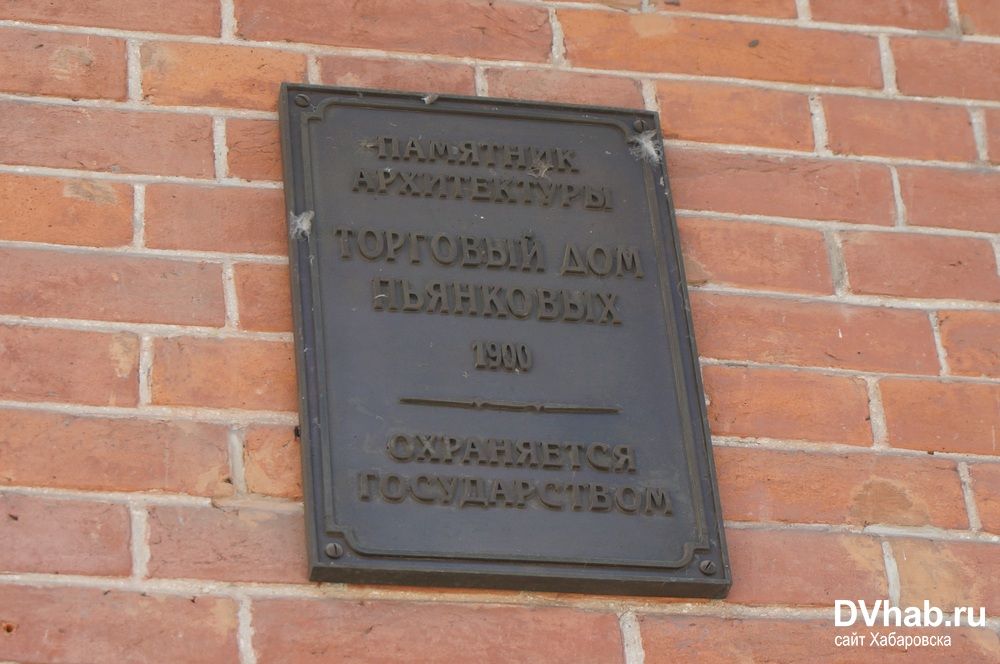 ПАМЯТНИК
АРХИТЕКТУРЫ
ТОРГОВЫЙ ДОМ
ПЬЯНКОВЫХ
1900
ОХРАНЯЕТСЯ
ГОСУДАРСТВОМ
DVhab.ru
сайт Хабаровска